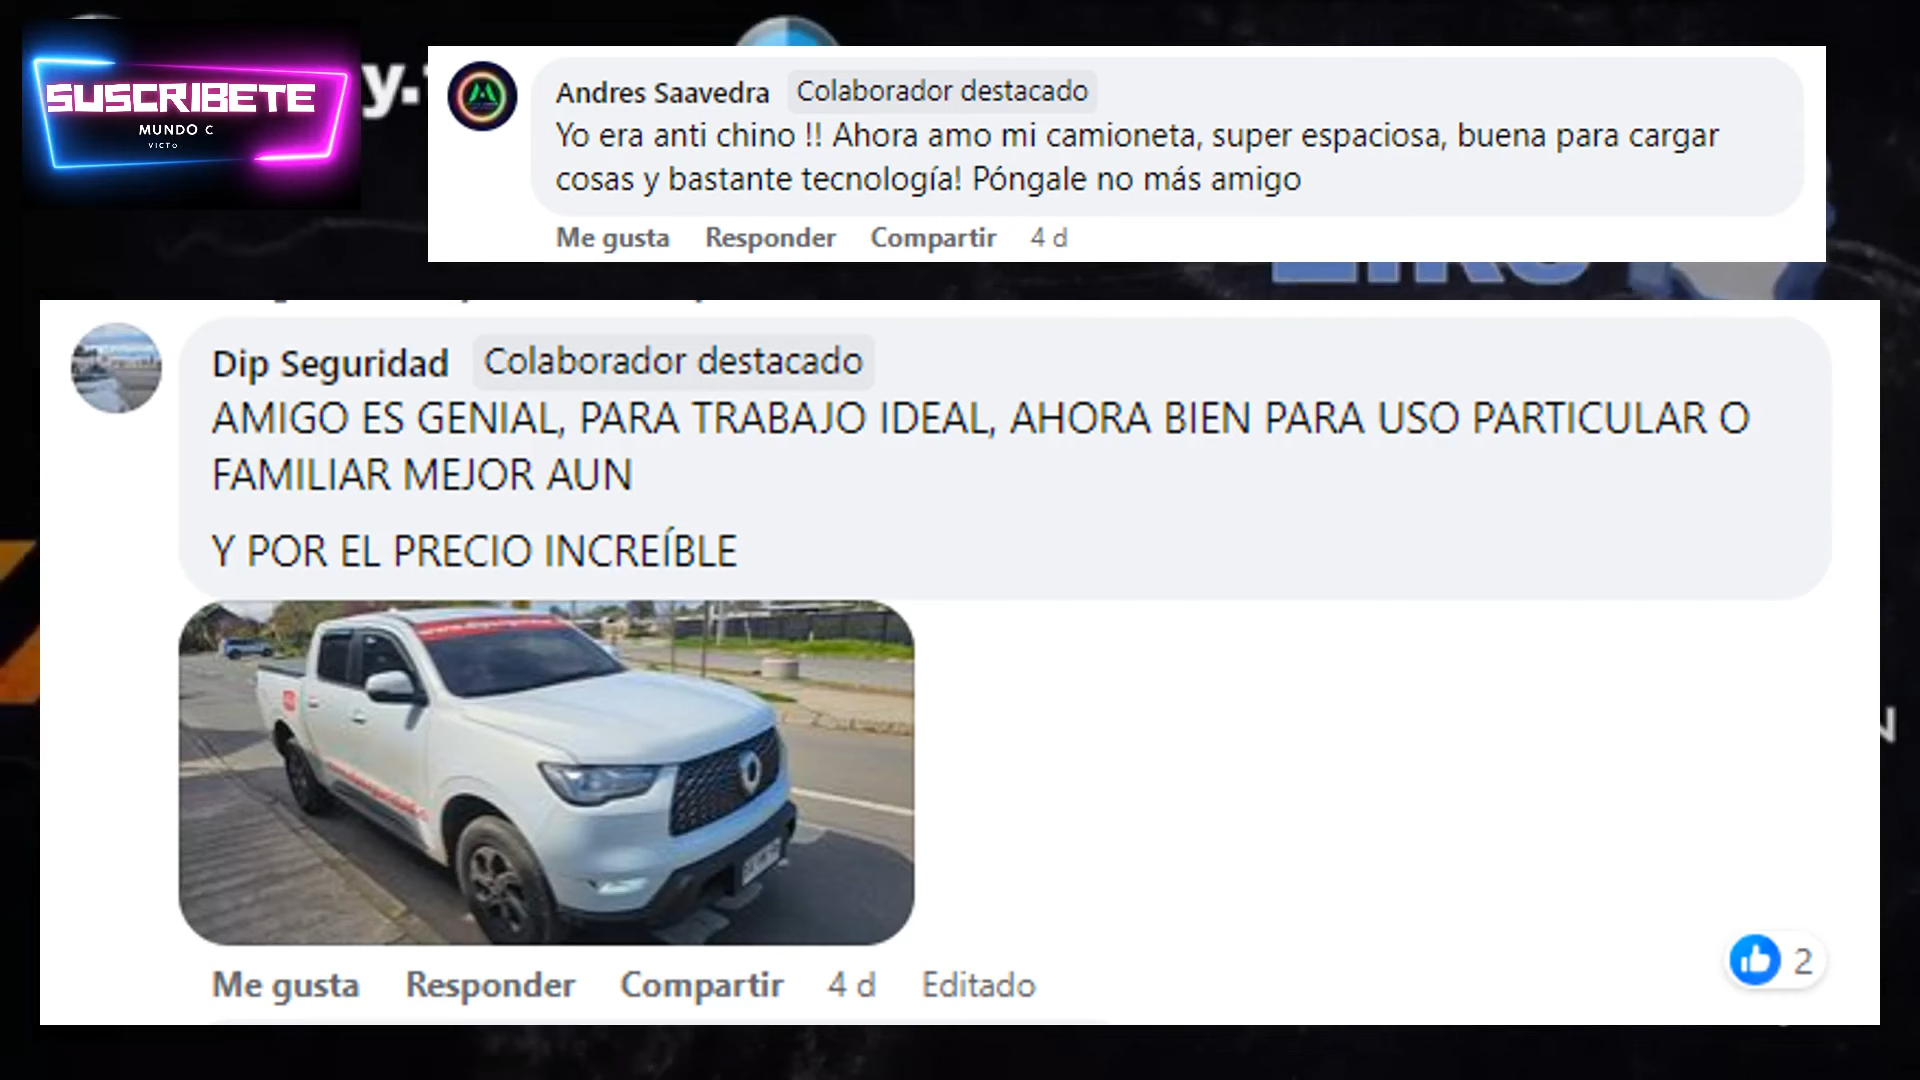 SUSCRIBETE
MUNDO C
VICTO
y.
Andres Saavedra Colaborador destacado
Yo era anti chino !! Ahora amo mi camioneta, super espaciosa, buena para cargar
cosas y bastante tecnología! Póngale no más amigo
Me gusta Responder Compartir 4 d
Dip Seguridad Colaborador destacado
AMIGO ES GENIAL, PARA TRABAJO IDEAL, AHORA BIEN PARA USO PARTICULAR O
FAMILIAR MEJOR AUN
Y POR EL PRECIO INCREÍBLE
N
Me gusta Responder Compartir 4 d Editado
2